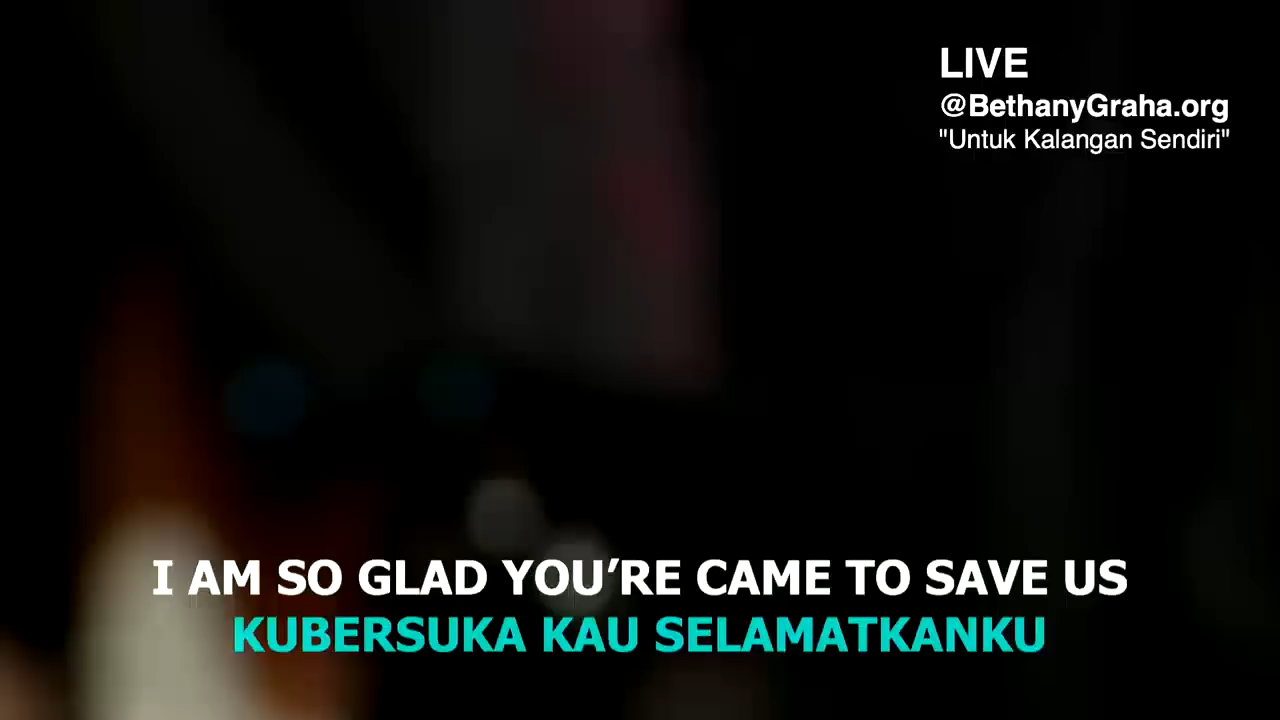 LIVE
@BethanyGraha.org
"Untuk Kalangan Sendiri"
I AM SO GLAD YOU’RE CAME TO SAVE US
KUBERSUKA KAU SELAMATKANKU